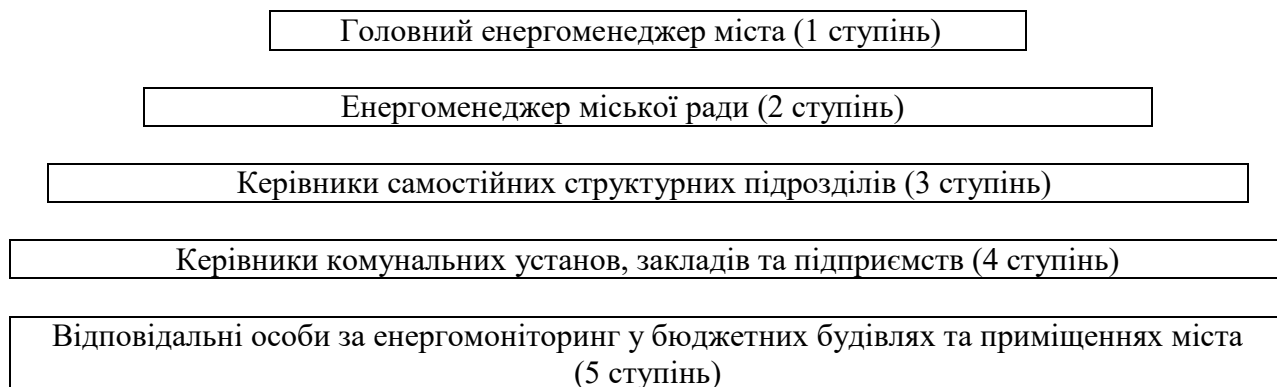 Головний енергоменеджер міста (1 ступінь)
Енергоменеджер міської ради (2 ступінь)
Керівники самостійних структурних підрозділів (3 ступінь)
Керівники комунальних установ, закладів та підприємств (4 ступінь)
Відповідальні особи за енергомоніторинг у бюджетних будівлях та приміщеннях міста
(5 ступінь)